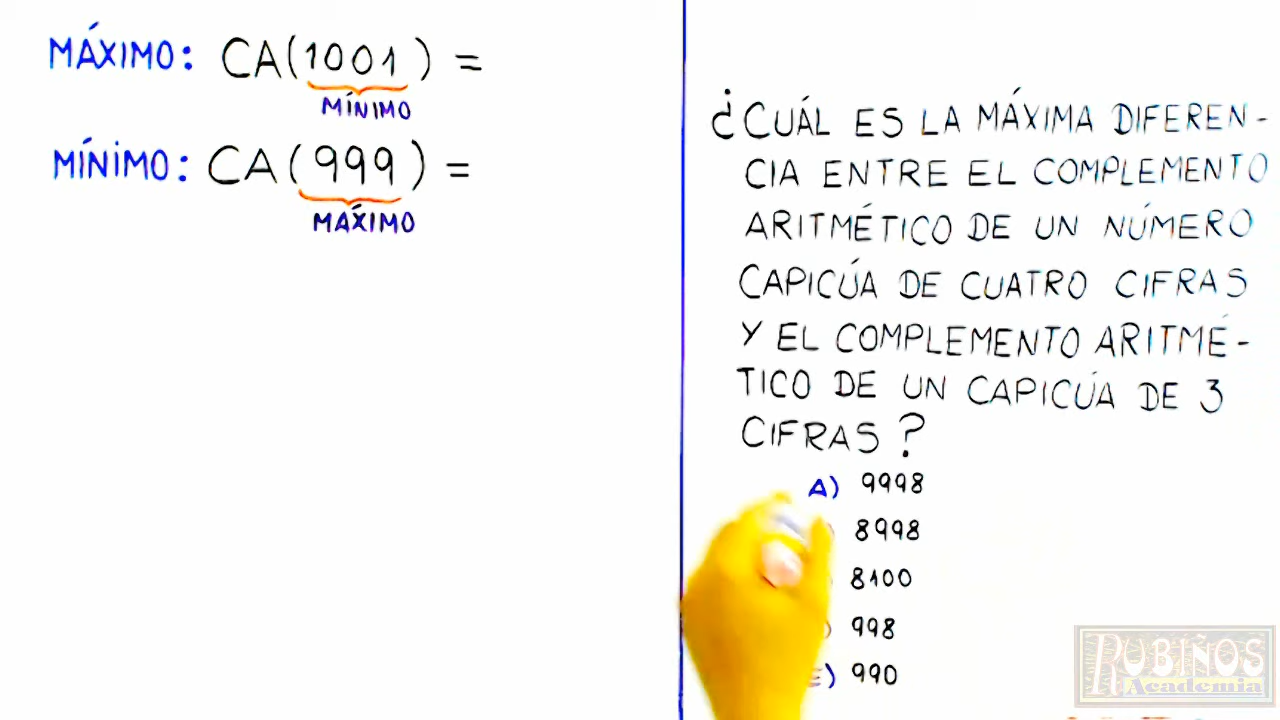 MÁXIMO: CA(1001) =
MÍNIMO
MÍNIMO: CA(999) =
MAXÍMO
¿CUÁL ES LA MÁXIMA DIFEREN-
CIA ENTRE EL COMPLEMENTO
ARITMÉTICO DE UN NÚMERO
CAPICÚA DE CUATRO CIFRAS
Y EL COMPLEMENTO ARITMÉ-
TICO DE UN CAPICÚA DE 3
CIFRAS?
A) 9998
8998
8100
) 998
E) 990
RUBIÑOS
Academia